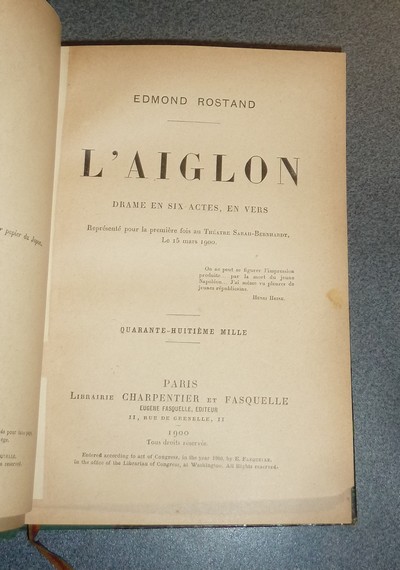 r papier du Japon.
EDMOND ROSTAND
L'AIGLON
DRAME EN SIX ACTES, EN VERS
Représenté pour la première fois au THÉATRE SARAH-BERNHARDT,
Le 15 mars 1900.
On ne peut se figurer l'impression
produite... par la mort du jeune
Napoléon... J'ai même vu pleurer de
jeunes républicains.
HENRI HEINE.
QUARANTE-HUITIÈME MILLE
PARIS
LIBRAIRIE CHARPENTIER ET FASQUELLE
EUGÈNE FASQUELLE, ÉDITEUR
11, RUE DE GRENELLE, 11
1900
Tous droits réservés.
Entered according to act of Congress, in the year 1900, by E. FASQUELLE,
in the office of the Librarian of Congress, at Washington. All Rights reserved.